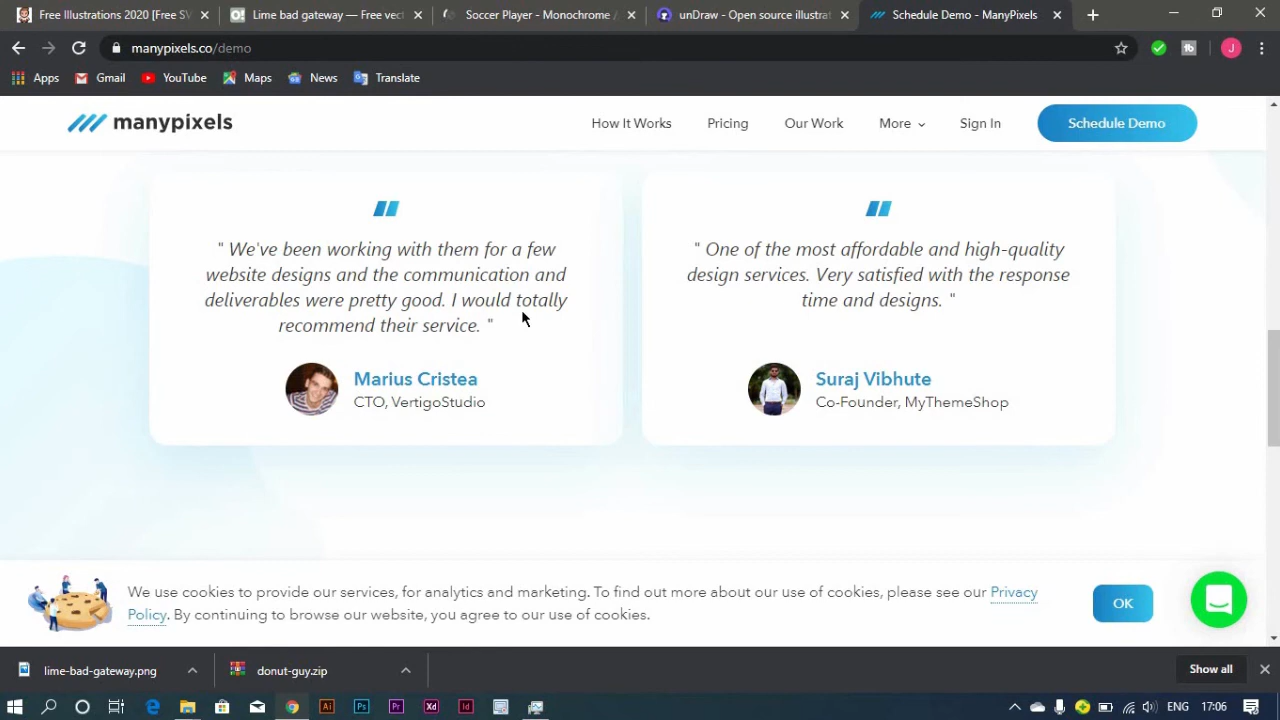 Free Illustrations 2020 [Free SV
Lime bad gateway — Free vect
Soccer Player - Monochrome
unDraw - Open source illustrat
Schedule Demo - ManyPixels
manypixels.co/demo
J
Apps
Gmail
YouTube
Maps
News
Translate
manypixels
How It Works
Pricing
Our Work
More
Sign In
Schedule Demo
" We've been working with them for a few
website designs and the communication and
deliverables were pretty good. I would totally
recommend their service. "
Marius Cristea
CTO, VertigoStudio
" One of the most affordable and high-quality
design services. Very satisfied with the response
time and designs. "
Suraj Vibhute
Co-Founder, MyThemeShop
We use cookies to provide our services, for analytics and marketing. To find out more about our use of cookies, please see our Privacy
Policy. By continuing to browse our website, you agree to our use of cookies.
OK
lime-bad-gateway.png
donut-guy.zip
Show all
Ai
Ps
Pr
Xd
Id
ENG
17:06